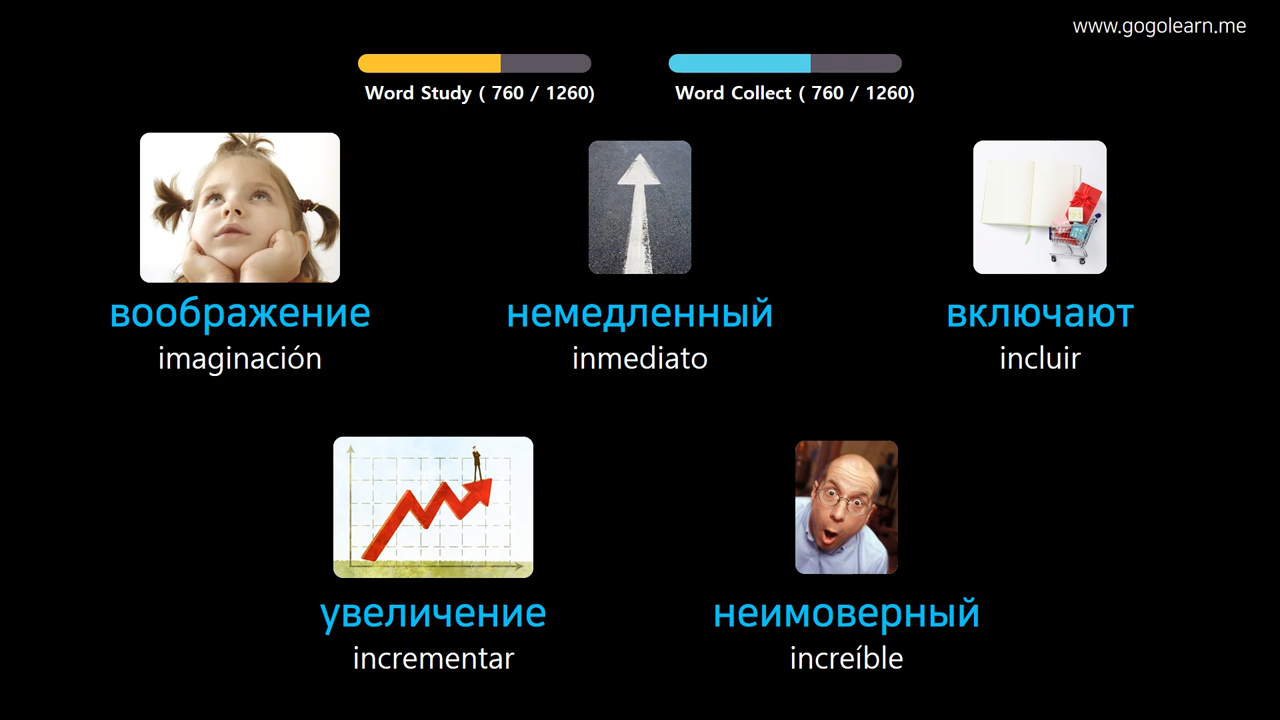 www.gogolearn.me
Word Study ( 760 / 1260)
Word Collect ( 760 / 1260)
воображение
немедленный
включают
imaginación
inmediato
incluir
увеличение
неимоверный
incrementar
increíble